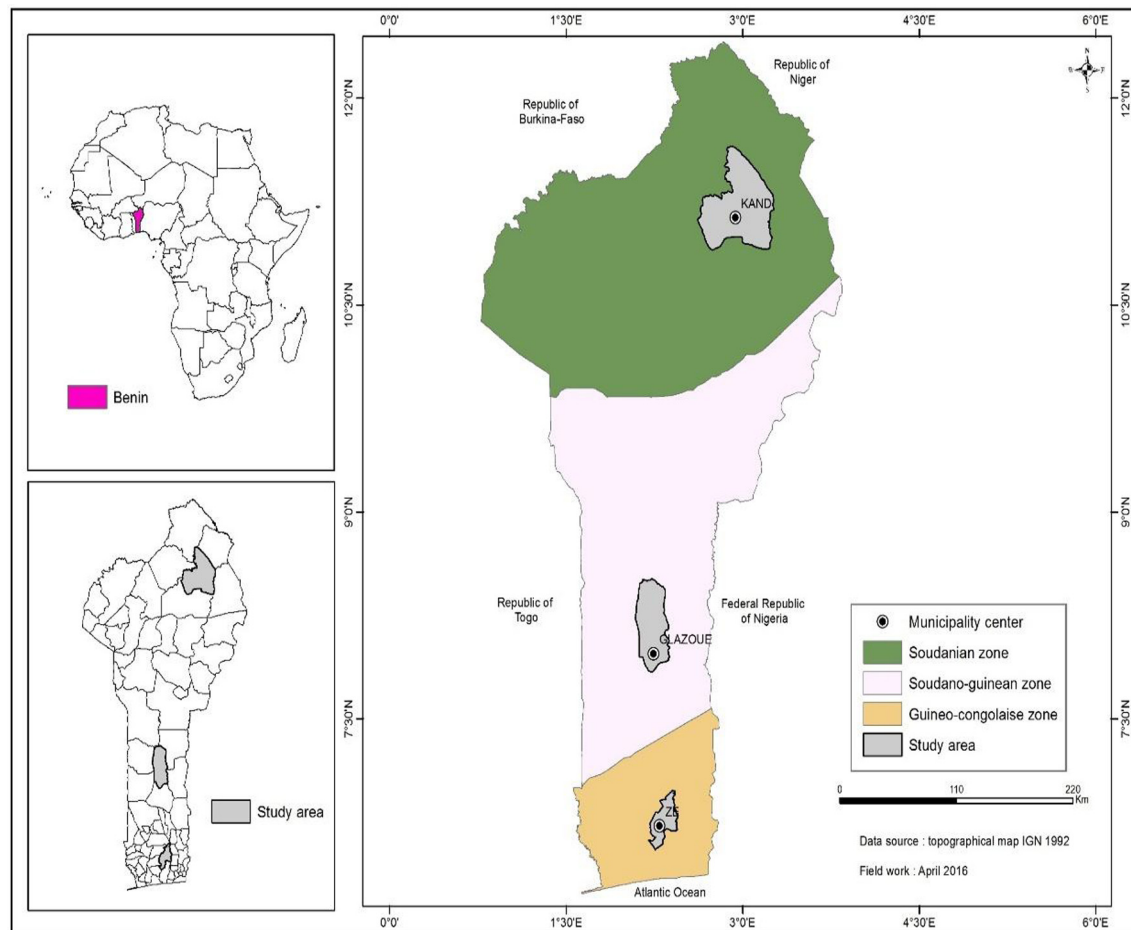 0°0' 1°30'E 3°0'E 4°30'E 6°0'E
Benin
Study area
Republic of
Niger
Republic of
Burkina-Faso
KAND
Republic of
Togo
Federal Republic
of Nigeria
GLAZOUE
ZE
Atlantic Ocean
12°0'N
10°30'N
9°0'N
7°30'N
12°0'N
10°30'N
9°0'N
7°30'N
N
S
Municipality center
Soudanian zone
Soudano-guinean zone
Guineo-congolaise zone
Study area
0 110 220
Km
Data source : topographical map IGN 1992
Field work : April 2016
0°0' 1°30'E 3°0'E 4°30'E 6°0'E